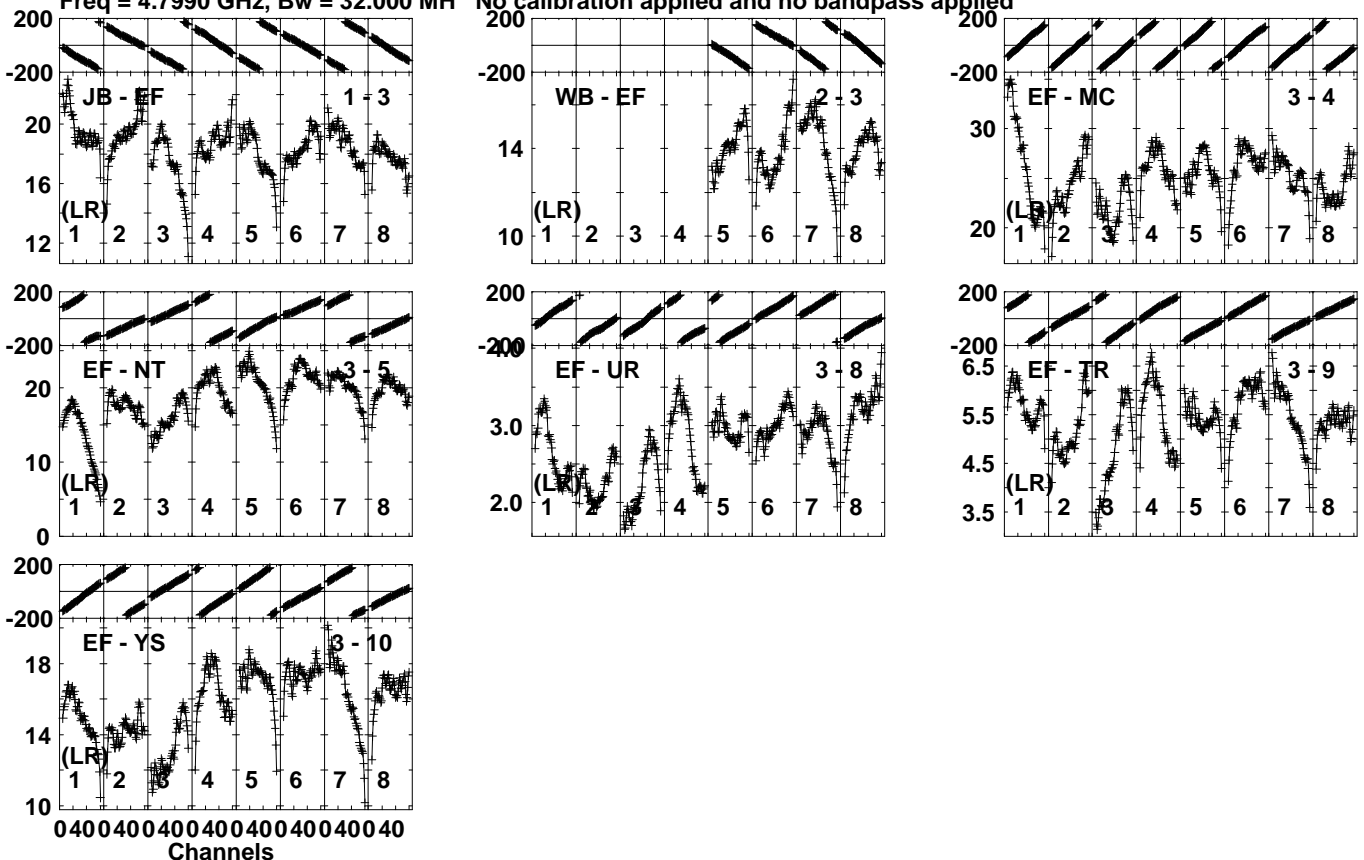 Freq = 4.7990 GHz, Bw = 32.000 MH No calibration applied and no bandpass applied
200
-200
JB - EF 1 - 3
20
16
12
(LR)
1 2 3 4 5 6 7 8
200
-200
WB - EF 2 - 3
14
10
(LR)
1 2 3 4 5 6 7 8
200
-200
EF - MC 3 - 4
30
20
(LR)
1 2 3 4 5 6 7 8
200
-200
EF - NT 3 - 5
20
10
0
(LR)
1 2 3 4 5 6 7 8
200
-200
4.0
EF - UR 3 - 8
3.0
2.0
(LR)
1 2 3 4 5 6 7 8
200
-200
6.5
EF - TR 3 - 9
5.5
4.5
3.5
(LR)
1 2 3 4 5 6 7 8
200
-200
EF - YS 3 - 10
18
14
10
(LR)
1 2 3 4 5 6 7 8
0 40 0 40 0 40 0 40 0 40 0 40 0 40 0 40
Channels